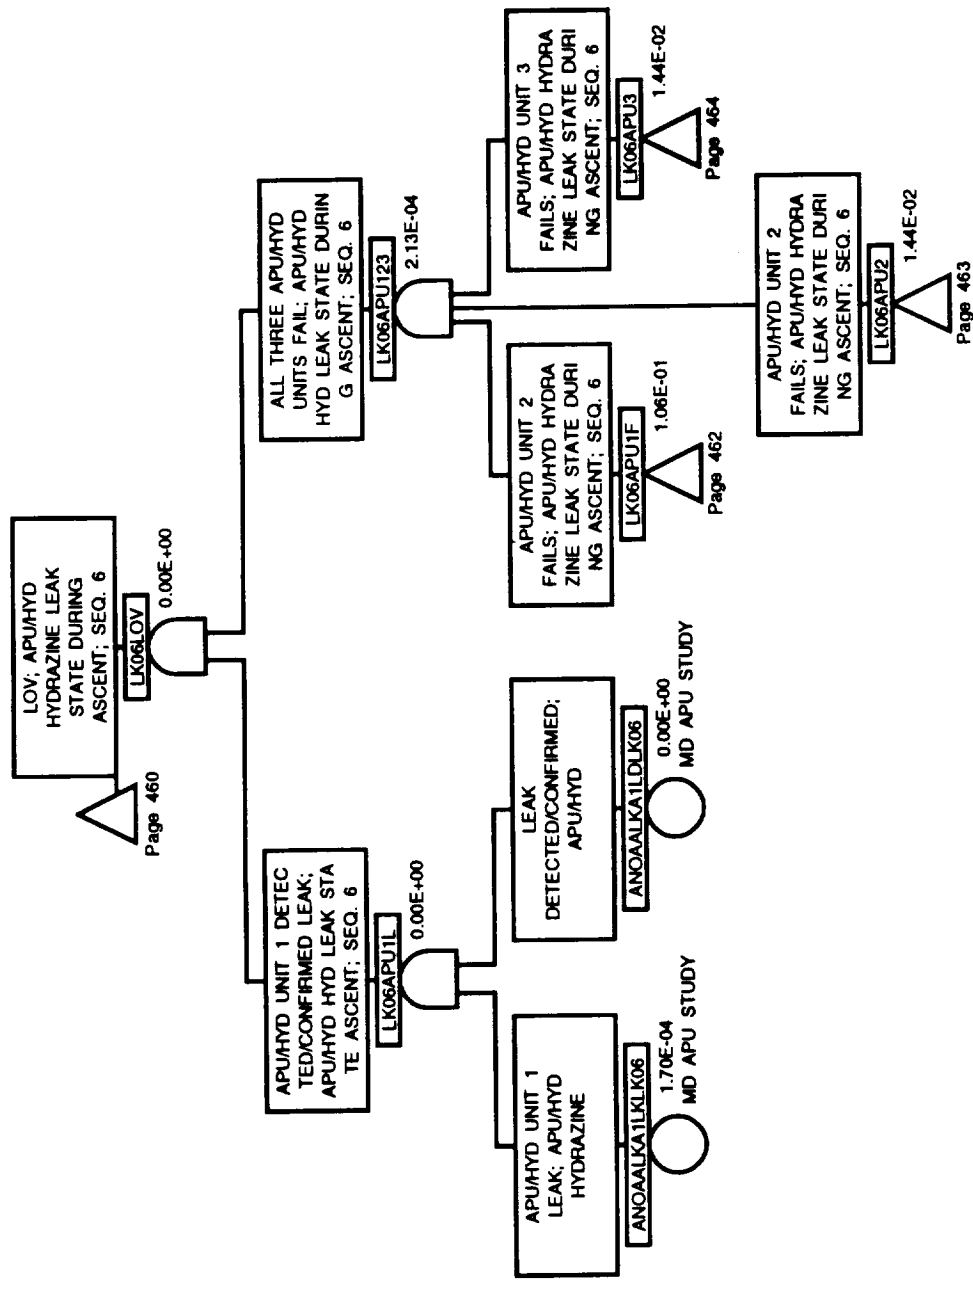 LOV; APU/HYD
HYDRAZINE LEAK
STATE DURING
ASCENT; SEQ. 6
LK06LOV
0.00E+00
Page 460
APU/HYD UNIT 1 DETEC
TED/CONFIRMED LEAK;
APU/HYD HYD LEAK STA
TE ASCENT; SEQ. 6
LK06APU1L
0.00E+00
ALL THREE APU/HYD
UNITS FAIL; APU/HYD
HYD LEAK STATE DURIN
G ASCENT; SEQ. 6
LK06APU123
2.13E-04
APU/HYD UNIT 1
LEAK; APU/HYD
HYDRAZINE
ANOAALKA1LKLK06
1.70E-04
MD APU STUDY
LEAK
DETECTED/CONFIRMED;
APU/HYD
ANOAALKA1LDLK06
0.00E+00
MD APU STUDY
APU/HYD UNIT 2
FAILS; APU/HYD HYDRA
ZINE LEAK STATE DURI
NG ASCENT; SEQ. 6
LK06APU1F
1.06E-01
Page 462
APU/HYD UNIT 3
FAILS; APU/HYD HYDRA
ZINE LEAK STATE DURI
NG ASCENT; SEQ. 6
LK06APU3
1.44E-02
Page 464
APU/HYD UNIT 2
FAILS; APU/HYD HYDRA
ZINE LEAK STATE DURI
NG ASCENT; SEQ. 6
LK06APU2
1.44E-02
Page 463